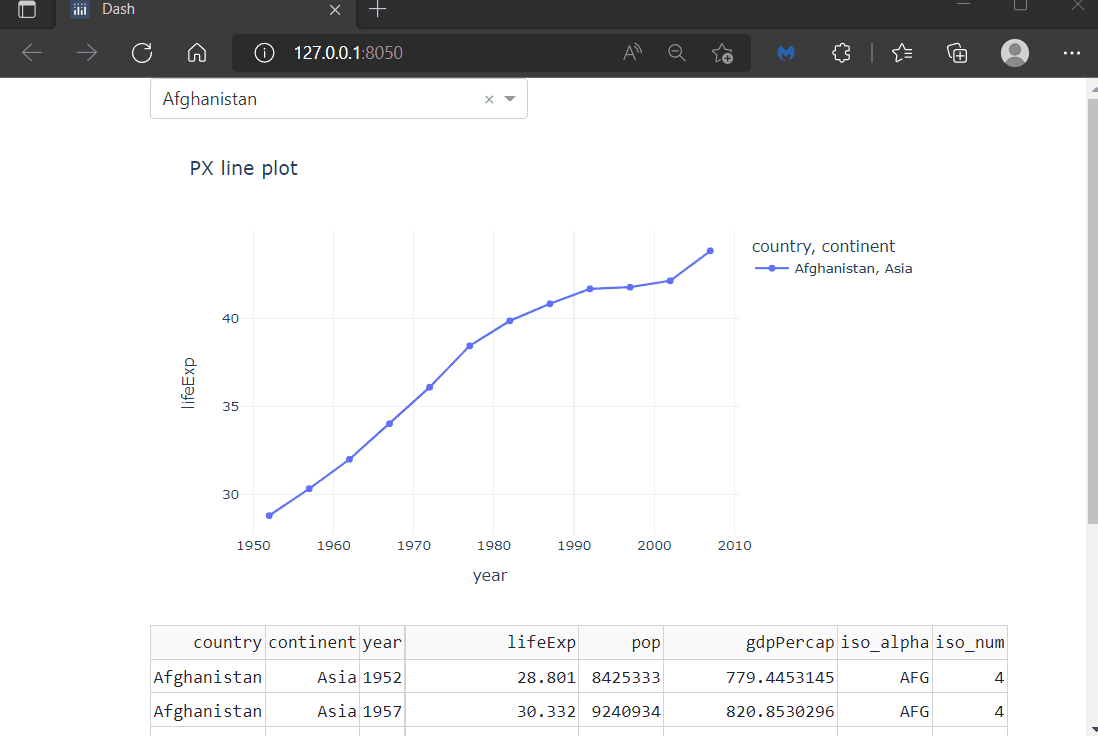 Dash
127.0.0.1:8050
Afghanistan
PX line plot
country, continent
Afghanistan, Asia
40
35
30
lifeExp
1950 1960 1970 1980 1990 2000 2010
year
country continent year lifeExp pop gdpPercap iso_alpha iso_num
Afghanistan Asia 1952 28.801 8425333 779.4453145 AFG 4
Afghanistan Asia 1957 30.332 9240934 820.8530296 AFG 4